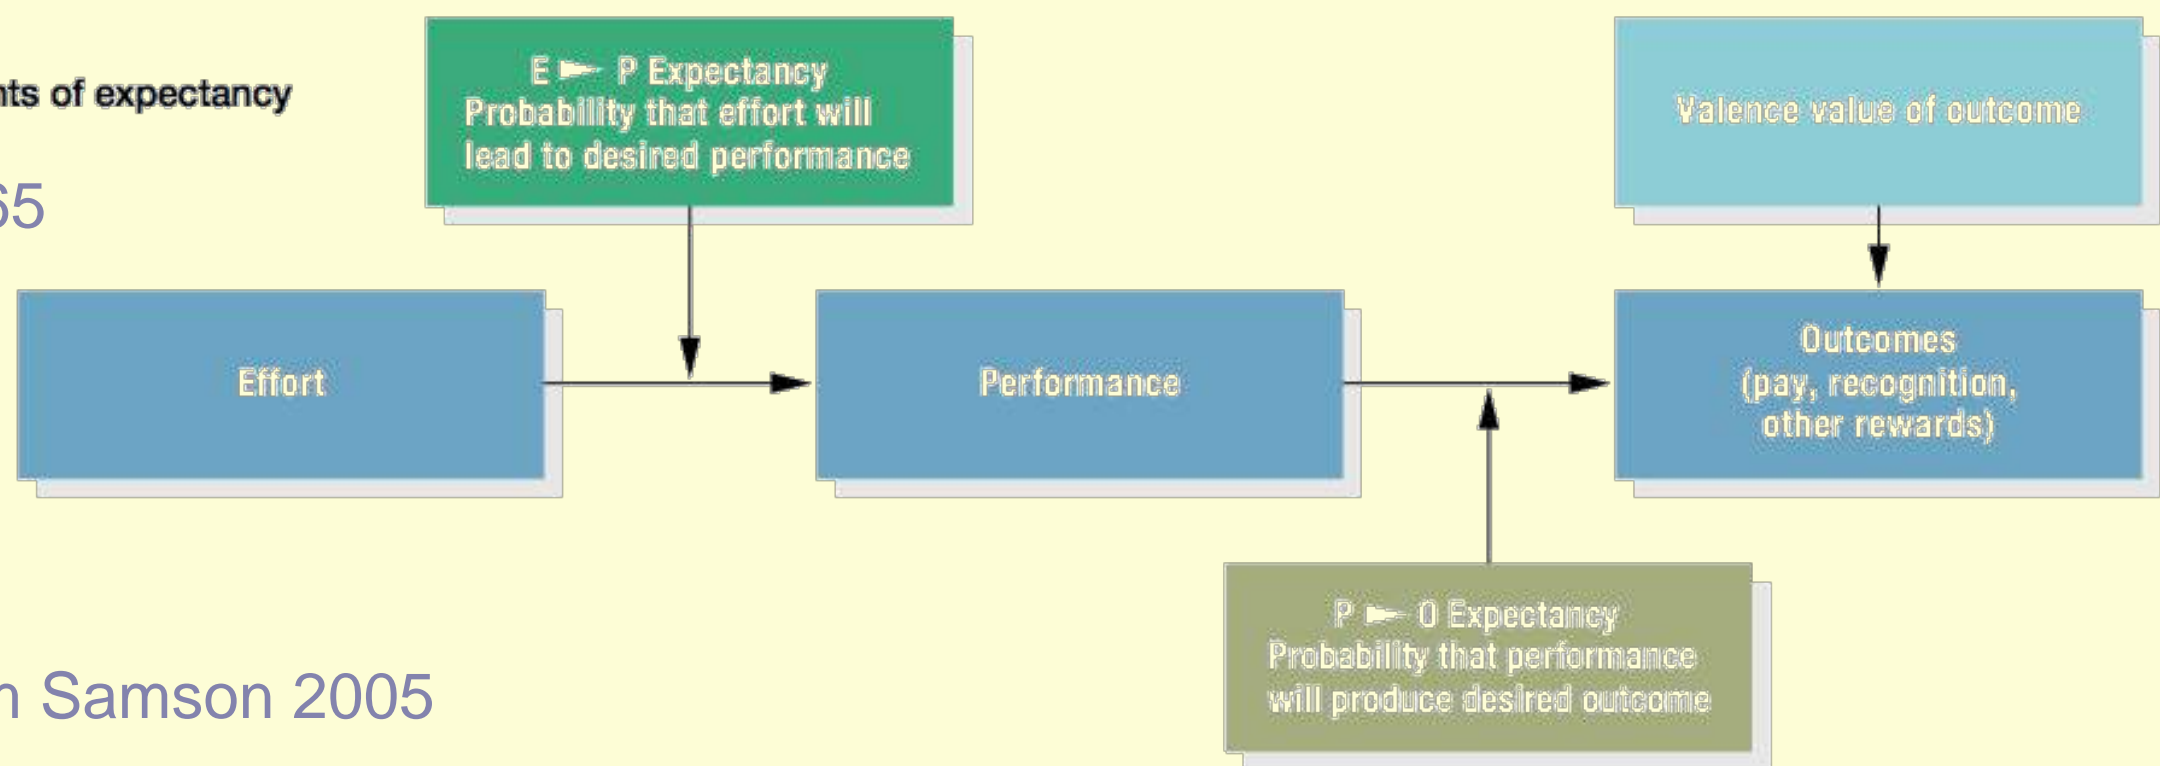 of expectancy
65
E ► P Expectancy
Probability that effort will
lead to desired performance
Valence value of outcome
Effort
Performance
Outcomes
(pay, recognition,
other rewards)
P ► O Expectancy
Probability that performance
will produce desired outcome
Samson 2005